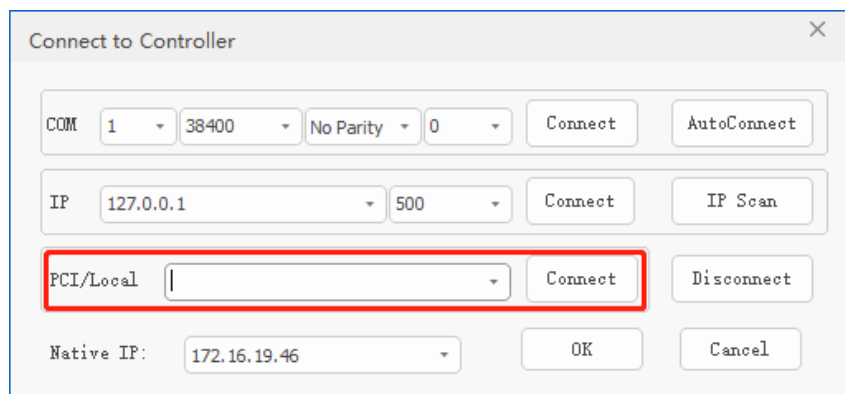 Connect to Controller
COM 1 38400 No Parity 0 Connect AutoConnect
IP 127.0.0.1 500 Connect IP Scan
PCI/Local Connect Disconnect
Native IP: 172.16.19.46 OK Cancel